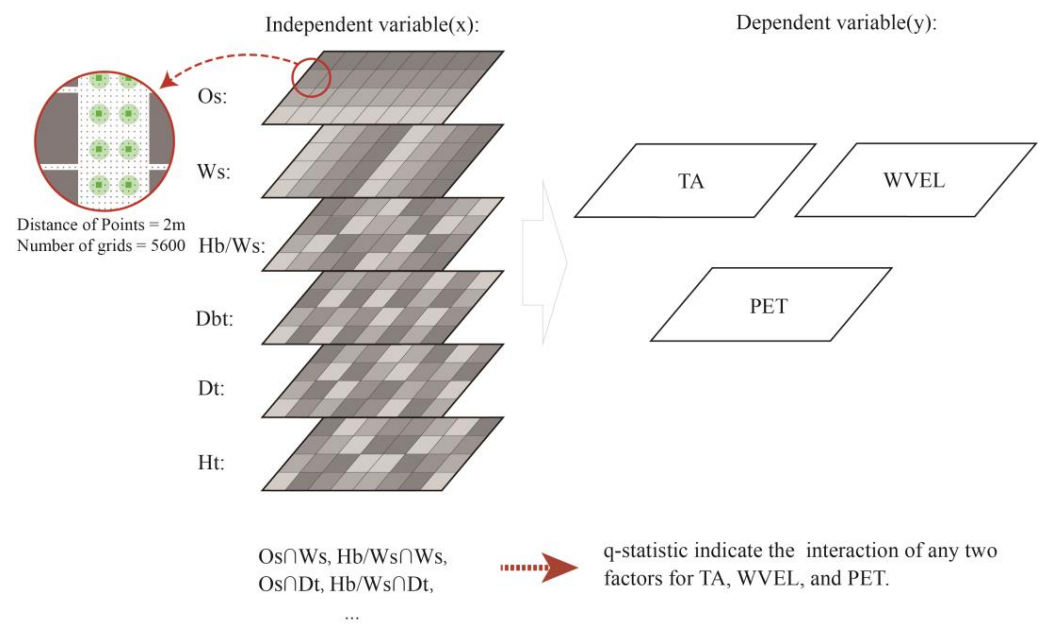 Independent variable(x):
Dependent variable(y):
Os:
Ws:
Distance of Points = 2m
Number of grids = 5600
Hb/Ws:
Dbt:
Dt:
Ht:
TA
WVEL
PET
Os∩Ws, Hb/Ws∩Ws,
Os∩Dt, Hb/Ws∩Dt,
...
q-statistic indicate the interaction of any two
factors for TA, WVEL, and PET.